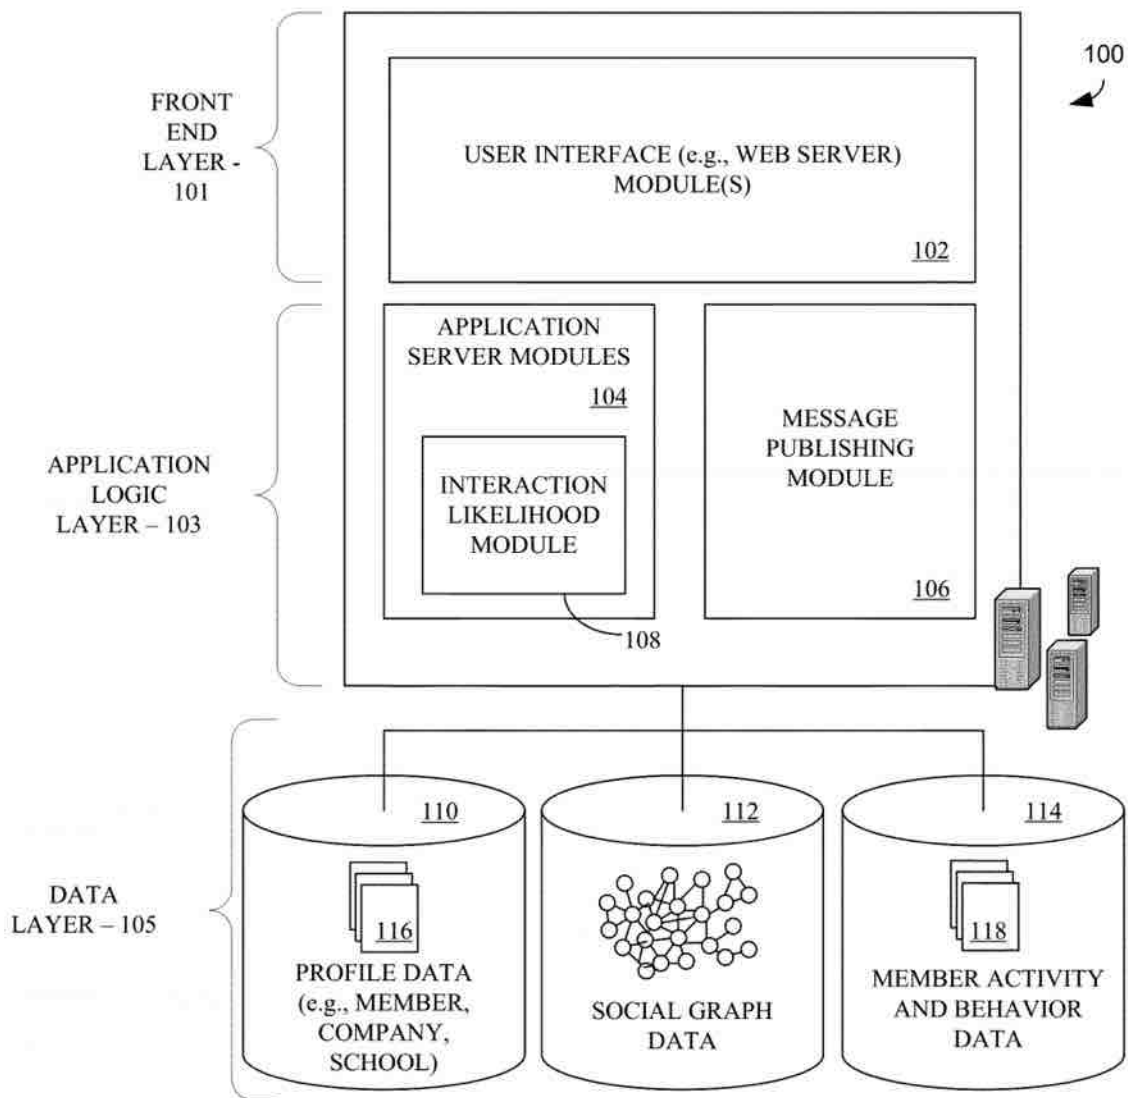 100
FRONT
END
LAYER -
101
USER INTERFACE (e.g., WEB SERVER)
MODULE(S)
102
APPLICATION
LOGIC
LAYER – 103
APPLICATION
SERVER MODULES
104
INTERACTION
LIKELIHOOD
MODULE
108
MESSAGE
PUBLISHING
MODULE
106
DATA
LAYER – 105
110
116
PROFILE DATA
(e.g., MEMBER,
COMPANY,
SCHOOL)
112
SOCIAL GRAPH
DATA
114
118
MEMBER ACTIVITY
AND BEHAVIOR
DATA